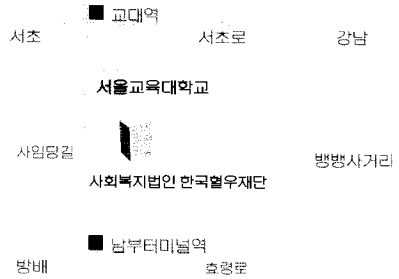 교대역
서초 서초로 강남
서울교육대학교
사임당길
뱅뱅사거리
사회복지법인 한국혈우재단
남부터미널역
방배 효령로